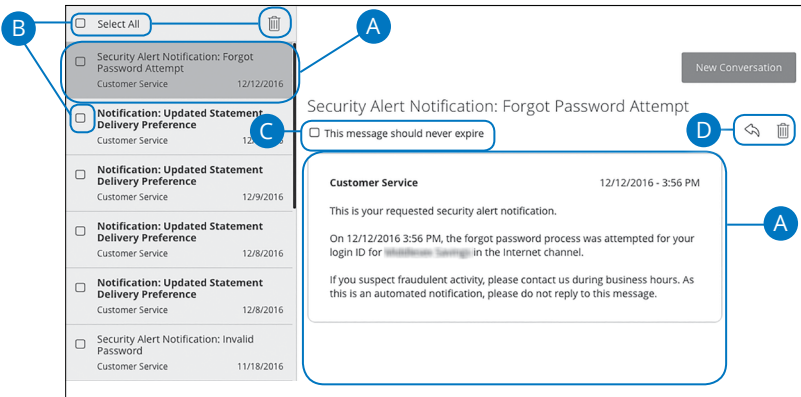 B
Select All
A
Security Alert Notification: Forgot
Password Attempt
Customer Service 12/12/2016
New Conversation
Notification: Updated Statement
Delivery Preference
Customer Service
Security Alert Notification: Forgot Password Attempt
C
This message should never expire
D
Notification: Updated Statement
Delivery Preference
Customer Service 12/9/2016
Notification: Updated Statement
Delivery Preference
Customer Service 12/8/2016
Notification: Updated Statement
Delivery Preference
Customer Service 12/8/2016
Security Alert Notification: Invalid
Password
Customer Service 11/18/2016
Customer Service 12/12/2016 - 3:56 PM
This is your requested security alert notification.
On 12/12/2016 3:56 PM, the forgot password process was attempted for your
login ID for in the Internet channel.
If you suspect fraudulent activity, please contact us during business hours. As
this is an automated notification, please do not reply to this message.
A